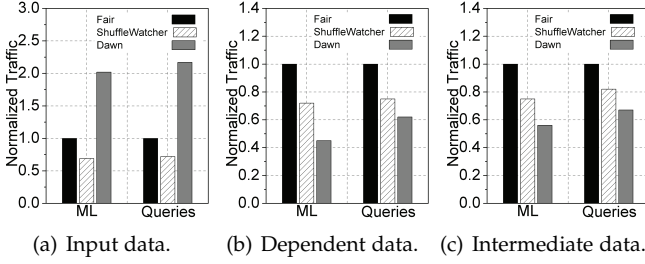 Normalized Traffic
3.0
2.5
2.0
1.5
1.0
0.5
0.0
Fair
ShuffleWatcher
Dawn
ML Queries
(a) Input data.
Normalized Traffic
1.4
1.2
1.0
0.8
0.6
0.4
0.2
0.0
Fair
ShuffleWatcher
Dawn
ML Queries
(b) Dependent data.
Normalized Traffic
1.4
1.2
1.0
0.8
0.6
0.4
0.2
0.0
Fair
ShuffleWatcher
Dawn
ML Queries
(c) Intermediate data.